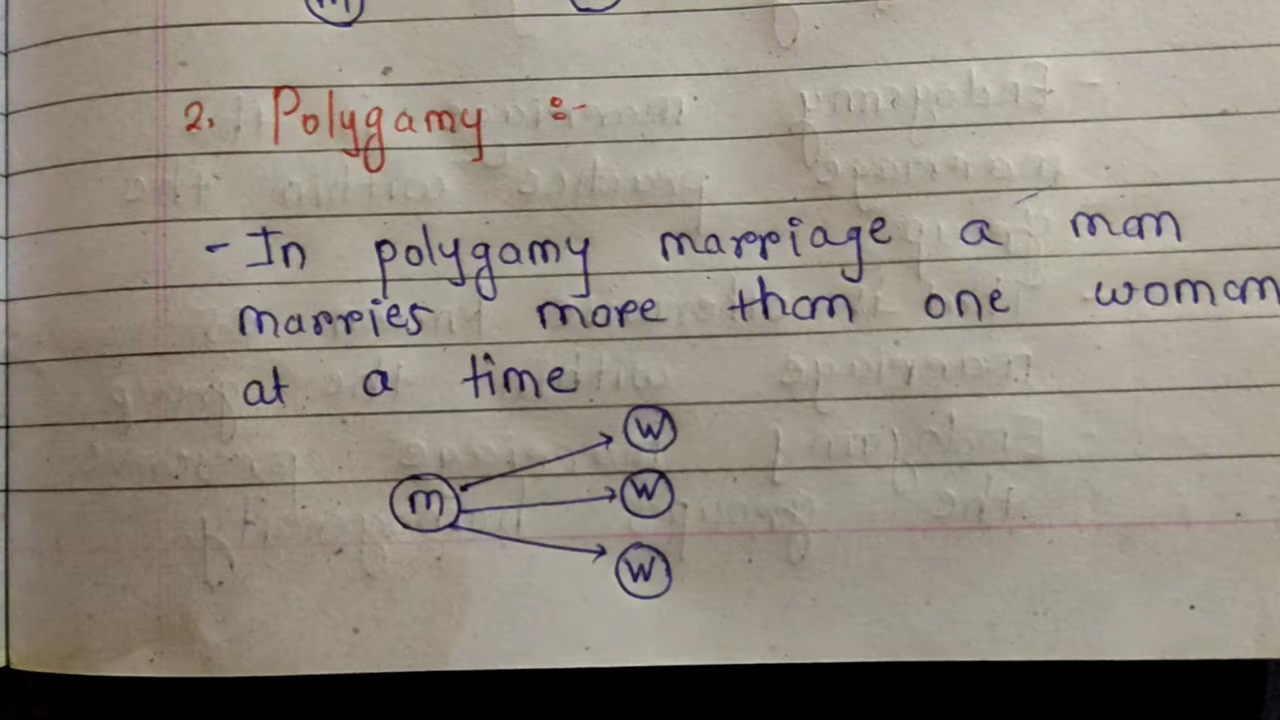 m
2. Polygamy :-
- In polygamy marriage a man
marries more than one woman
at a time
W
m W
W